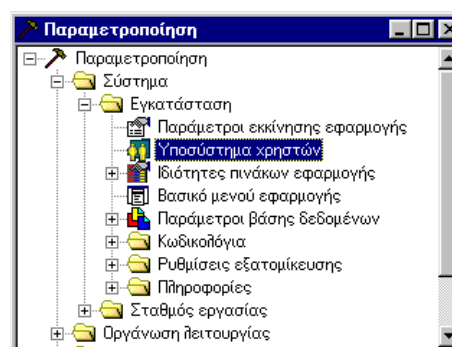 Παραμετροποίηση
Παραμετροποίηση
Σύστημα
Εγκατάσταση
Παράμετροι εκκίνησης εφαρμογής
Υποσύστημα χρηστών
Ιδιότητες πινάκων εφαρμογής
Βασικό μενού εφαρμογής
Παράμετροι βάσης δεδομένων
Κωδικολόγια
Ρυθμίσεις εξατομίκευσης
Πληροφορίες
Σταθμός εργασίας
Οργάνωση λειτουργίας